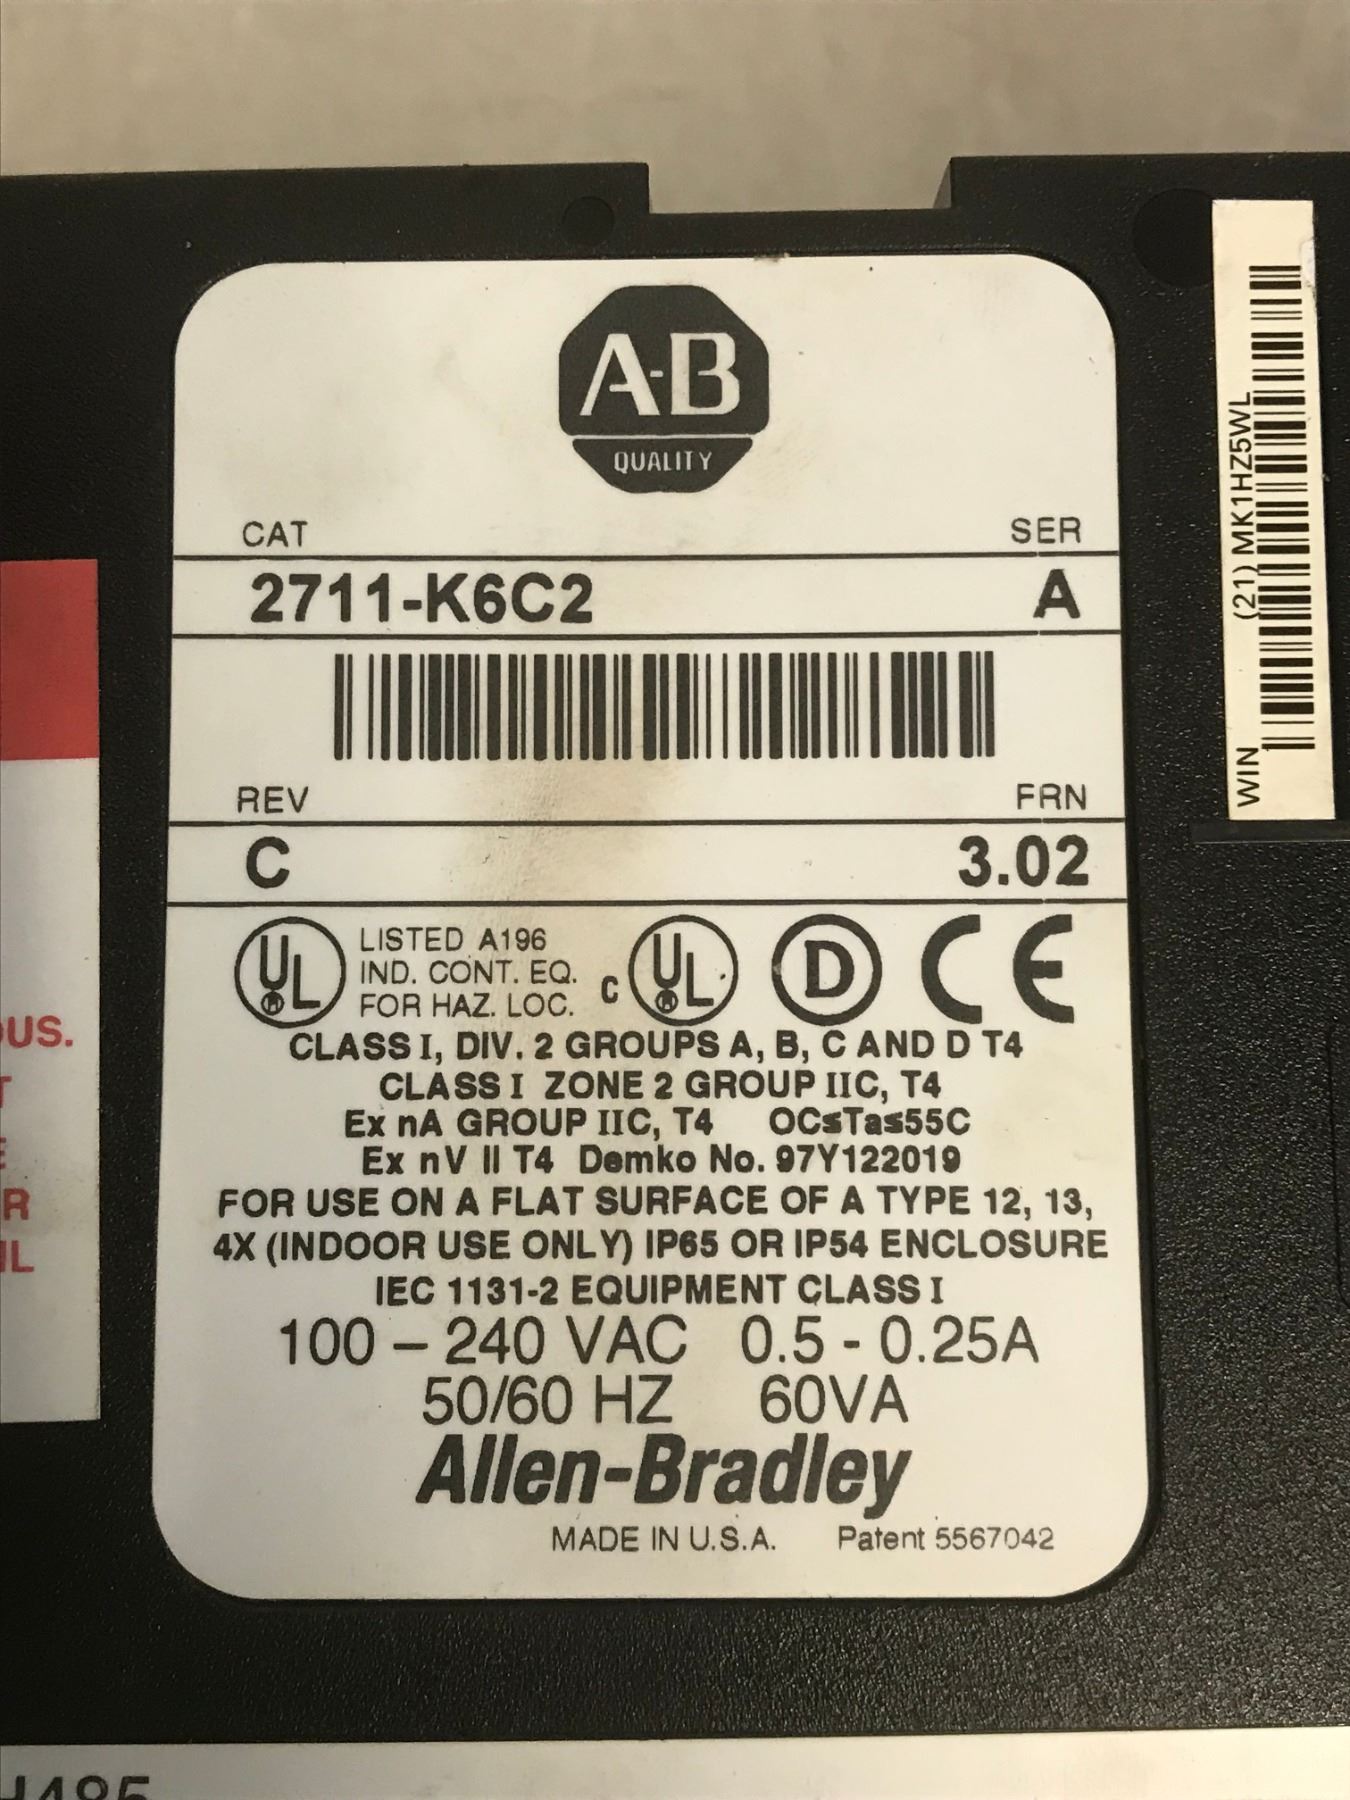 A-B
QUALITY
CAT SER
2711-K6C2 A
REV FRN
C 3.02
UL LISTED A196
IND. CONT. EQ.
FOR HAZ. LOC.
C UL D CE
CLASS I, DIV. 2 GROUPS A, B, C AND D T4
CLASS I ZONE 2 GROUP IIC, T4
Ex nA GROUP IIC, T4 OC≤Ta≤55C
Ex nV II T4 Demko No. 97Y122019
FOR USE ON A FLAT SURFACE OF A TYPE 12, 13,
4X (INDOOR USE ONLY) IP65 OR IP54 ENCLOSURE
IEC 1131-2 EQUIPMENT CLASS I
100 – 240 VAC 0.5 - 0.25A
50/60 HZ 60VA
Allen-Bradley
MADE IN U.S.A. Patent 5567042
WIN (21) MK1HZ5WL
OUS.
T
E
R
IL
H485